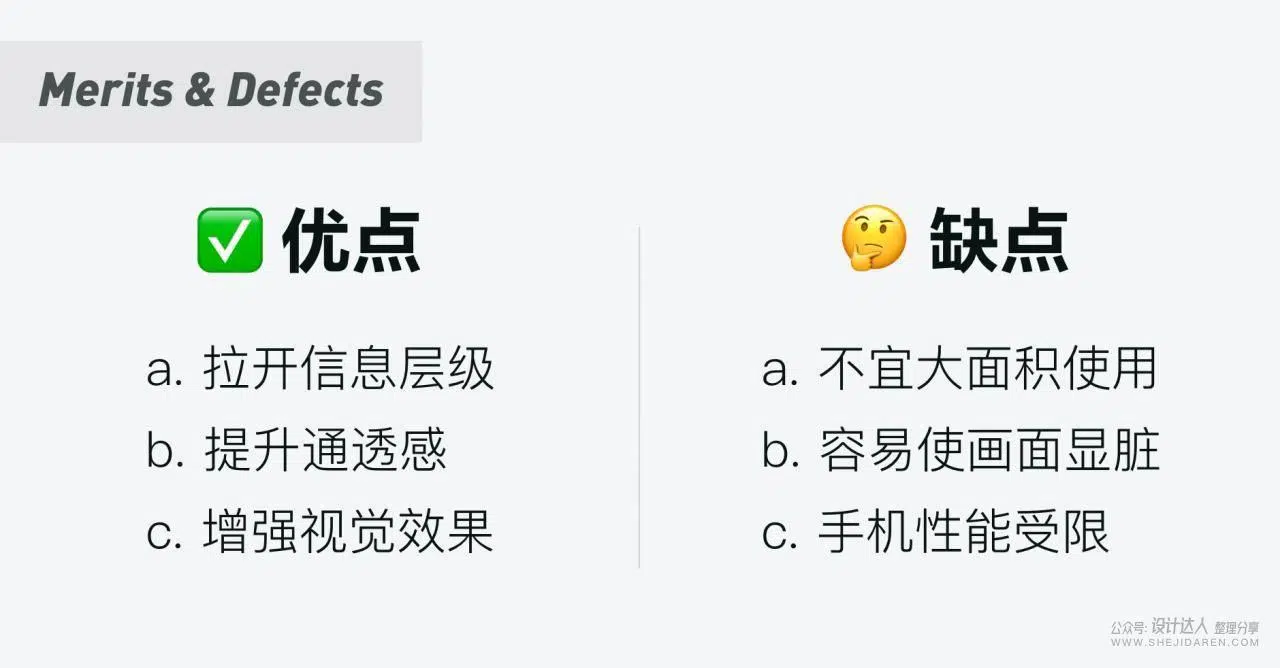 Merits & Defects
✅ 优点
a. 拉开信息层级
b. 提升通透感
c. 增强视觉效果
🤔 缺点
a. 不宜大面积使用
b. 容易使画面显脏
c. 手机性能受限
公众号: 设计达人 整理分享
WWW.SHEJIDAREN.COM